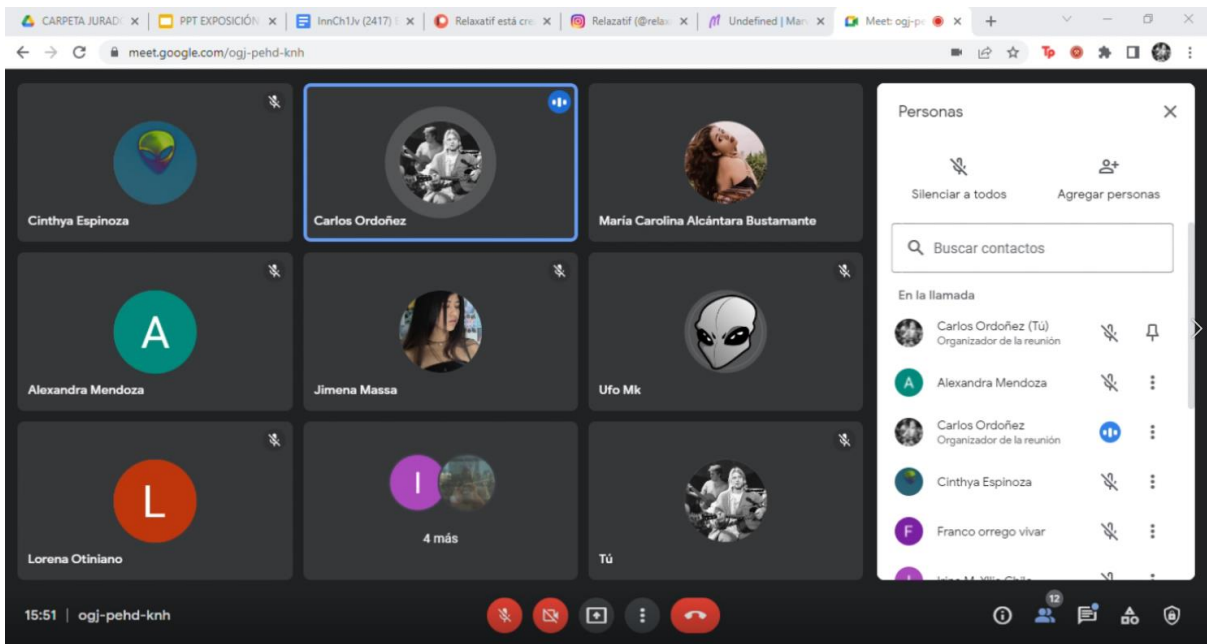 CARPETA JURAD
PPT EXPOSICIÓN
InnCh1Jv (2417)
Relaxatif está cre
Relazatif (@relax
Undefined | Mar
Meet: ogj-pe
meet.google.com/ogj-pehd-knh
Tp
Cinthya Espinoza
Carlos Ordoñez
María Carolina Alcántara Bustamante
A
Alexandra Mendoza
Jimena Massa
Ufo Mk
L
Lorena Otiniano
I
4 más
Tú
Personas
Silenciar a todos
Agregar personas
Buscar contactos
En la llamada
Carlos Ordoñez (Tú)
Organizador de la reunión
A
Alexandra Mendoza
Carlos Ordoñez
Organizador de la reunión
Cinthya Espinoza
F
Franco orrego vivar
15:51 | ogj-pehd-knh
12